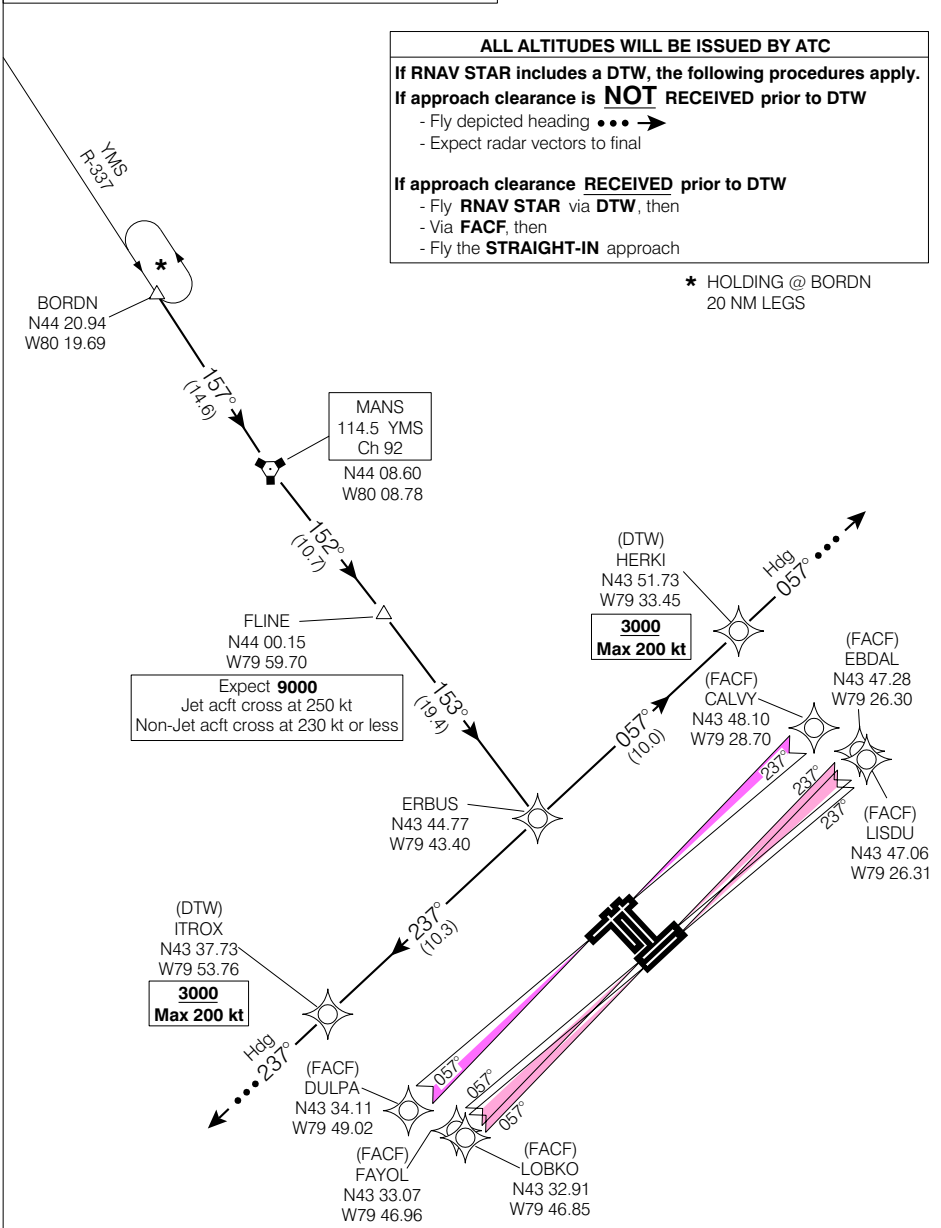 ALL ALTITUDES WILL BE ISSUED BY ATC
If RNAV STAR includes a DTW, the following procedures apply.
If approach clearance is NOT RECEIVED prior to DTW
- Fly depicted heading
- Expect radar vectors to final
If approach clearance RECEIVED prior to DTW
- Fly RNAV STAR via DTW, then
- Via FACF, then
- Fly the STRAIGHT-IN approach
* HOLDING @ BORDN
20 NM LEGS
YMS
R-337
*
BORDN
N44 20.94
W80 19.69
157°
(14.6)
MANS
114.5 YMS
Ch 92
N44 08.60
W80 08.78
152°
(10.7)
FLINE
N44 00.15
W79 59.70
Expect 9000
Jet acft cross at 250 kt
Non-Jet acft cross at 230 kt or less
153°
(19.4)
(DTW)
HERKI
N43 51.73
W79 33.45
3000
Max 200 kt
Hdg
057°
(FACF)
EBDAL
N43 47.28
W79 26.30
(FACF)
CALVY
N43 48.10
W79 28.70
057°
(10.0)
237°
237°
237°
(FACF)
LISDU
N43 47.06
W79 26.31
ERBUS
N43 44.77
W79 43.40
237°
(10.3)
(DTW)
ITROX
N43 37.73
W79 53.76
3000
Max 200 kt
Hdg
237°
057°
057°
057°
(FACF)
DULPA
N43 34.11
W79 49.02
(FACF)
FAYOL
N43 33.07
W79 46.96
(FACF)
LOBKO
N43 32.91
W79 46.85